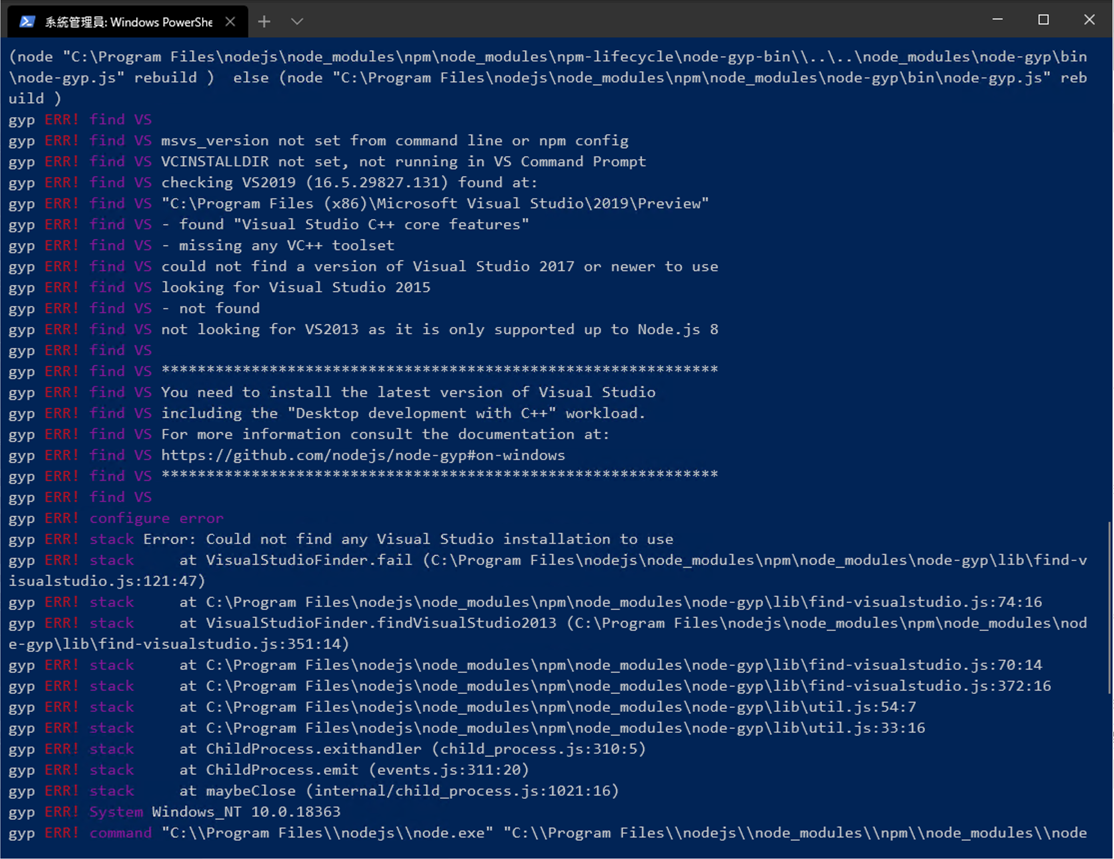 系統管理員: Windows PowerShe
(node "C:\Program Files\nodejs\node_modules\npm\node_modules\npm-lifecycle\node-gyp-bin\\..\..\node_modules\node-gyp\bin
\node-gyp.js" rebuild )  else (node "C:\Program Files\nodejs\node_modules\npm\node_modules\node-gyp\bin\node-gyp.js" reb
uild )
gyp ERR! find VS
gyp ERR! find VS msvs_version not set from command line or npm config
gyp ERR! find VS VCINSTALLDIR not set, not running in VS Command Prompt
gyp ERR! find VS checking VS2019 (16.5.29827.131) found at:
gyp ERR! find VS "C:\Program Files (x86)\Microsoft Visual Studio\2019\Preview"
gyp ERR! find VS - found "Visual Studio C++ core features"
gyp ERR! find VS - missing any VC++ toolset
gyp ERR! find VS could not find a version of Visual Studio 2017 or newer to use
gyp ERR! find VS looking for Visual Studio 2015
gyp ERR! find VS - not found
gyp ERR! find VS not looking for VS2013 as it is only supported up to Node.js 8
gyp ERR! find VS
gyp ERR! find VS **************************************************************
gyp ERR! find VS You need to install the latest version of Visual Studio
gyp ERR! find VS including the "Desktop development with C++" workload.
gyp ERR! find VS For more information consult the documentation at:
gyp ERR! find VS https://github.com/nodejs/node-gyp#on-windows
gyp ERR! find VS **************************************************************
gyp ERR! find VS
gyp ERR! configure error
gyp ERR! stack Error: Could not find any Visual Studio installation to use
gyp ERR! stack     at VisualStudioFinder.fail (C:\Program Files\nodejs\node_modules\npm\node_modules\node-gyp\lib\find-v
isualstudio.js:121:47)
gyp ERR! stack     at C:\Program Files\nodejs\node_modules\npm\node_modules\node-gyp\lib\find-visualstudio.js:74:16
gyp ERR! stack     at VisualStudioFinder.findVisualStudio2013 (C:\Program Files\nodejs\node_modules\npm\node_modules\nod
e-gyp\lib\find-visualstudio.js:351:14)
gyp ERR! stack     at C:\Program Files\nodejs\node_modules\npm\node_modules\node-gyp\lib\find-visualstudio.js:70:14
gyp ERR! stack     at C:\Program Files\nodejs\node_modules\npm\node_modules\node-gyp\lib\find-visualstudio.js:372:16
gyp ERR! stack     at C:\Program Files\nodejs\node_modules\npm\node_modules\node-gyp\lib\util.js:54:7
gyp ERR! stack     at C:\Program Files\nodejs\node_modules\npm\node_modules\node-gyp\lib\util.js:33:16
gyp ERR! stack     at ChildProcess.exithandler (child_process.js:310:5)
gyp ERR! stack     at ChildProcess.emit (events.js:311:20)
gyp ERR! stack     at maybeClose (internal/child_process.js:1021:16)
gyp ERR! System Windows_NT 10.0.18363
gyp ERR! command "C:\\Program Files\\nodejs\\node.exe" "C:\\Program Files\\nodejs\\node_modules\\npm\\node_modules\\node